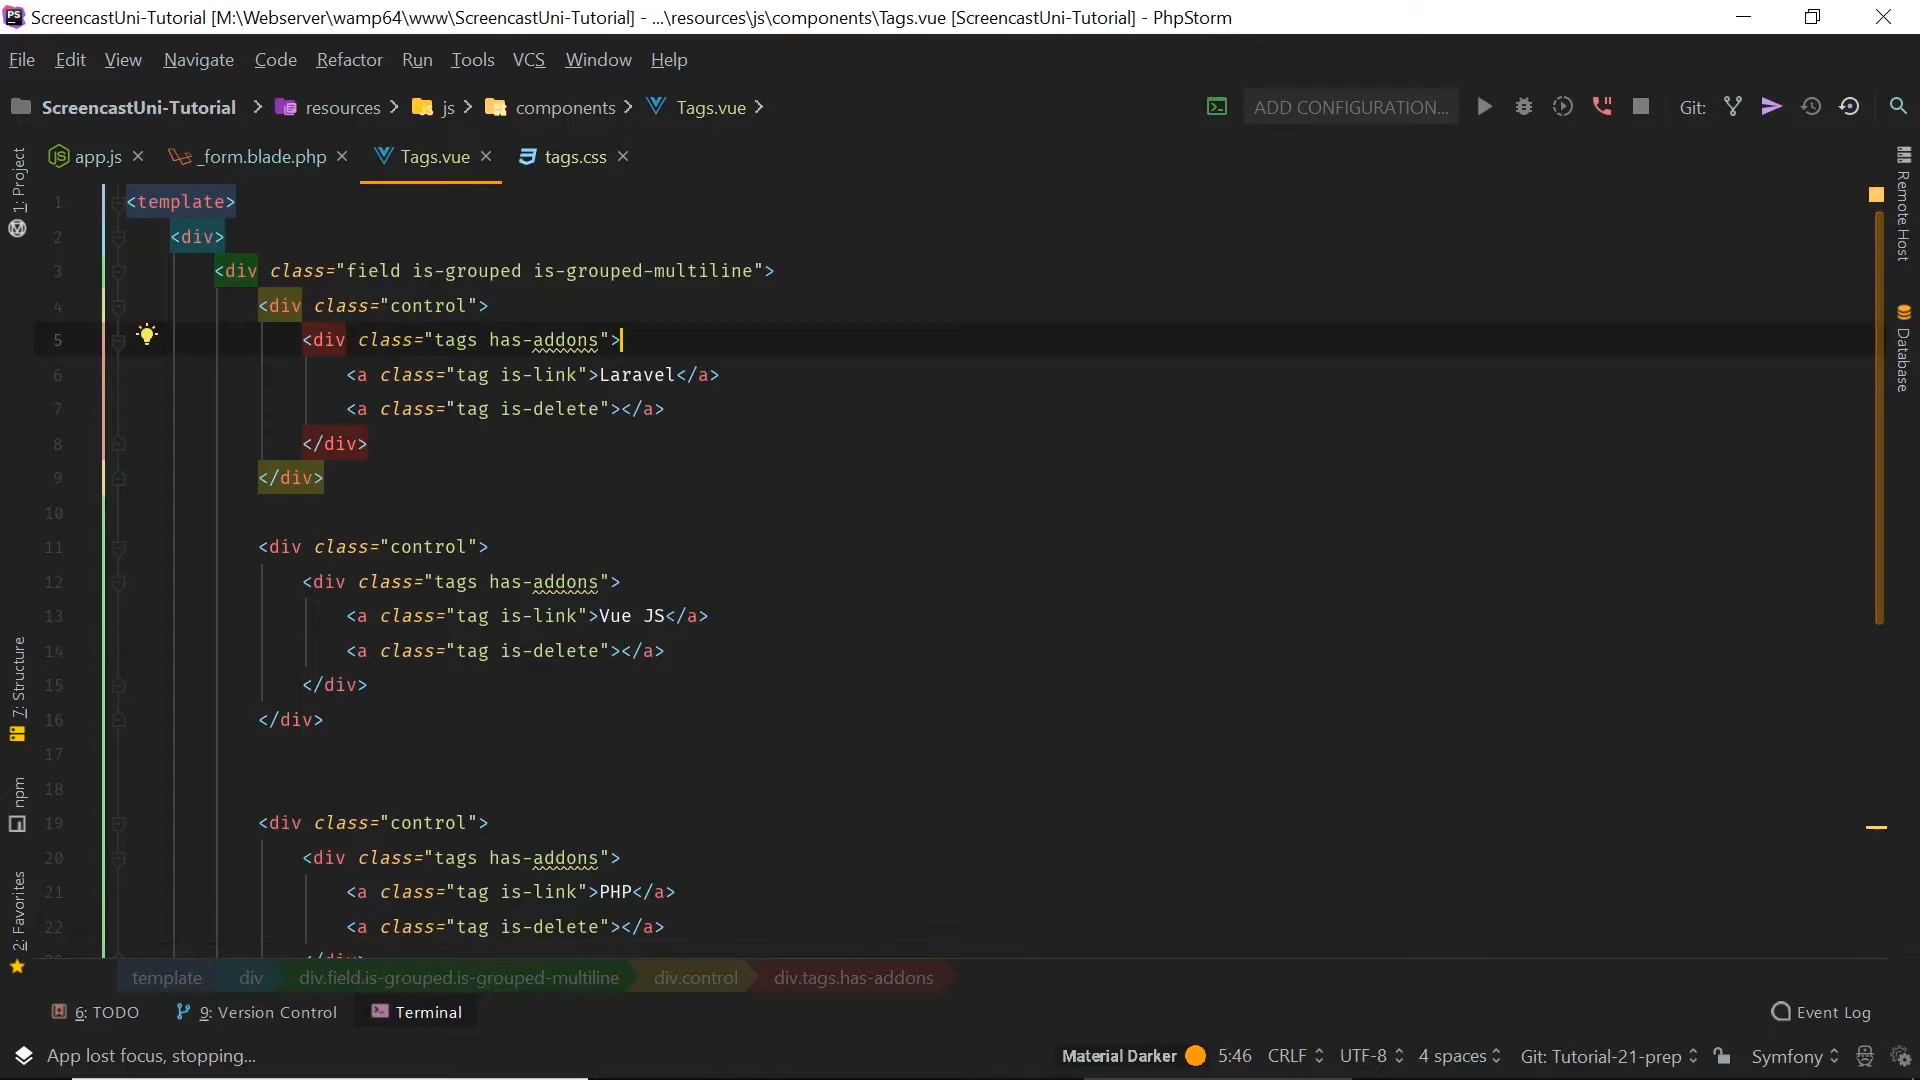 PS ScreencastUni-Tutorial [M:\Webserver\wamp64\www\ScreencastUni-Tutorial] - ...\resources\js\components\Tags.vue [ScreencastUni-Tutorial] - PhpStorm
File Edit View Navigate Code Refactor Run Tools VCS Window Help
ScreencastUni-Tutorial resources js components Tags.vue ADD CONFIGURATION... Git:
app.js _form.blade.php Tags.vue tags.css
1: Project
7: Structure
npm
2: Favorites
1 <template>
2 <div>
3 <div class="field is-grouped is-grouped-multiline">
4 <div class="control">
5 <div class="tags has-addons">
6 <a class="tag is-link">Laravel</a>
7 <a class="tag is-delete"></a>
8 </div>
9 </div>
10
11 <div class="control">
12 <div class="tags has-addons">
13 <a class="tag is-link">Vue JS</a>
14 <a class="tag is-delete"></a>
15 </div>
16 </div>
17
18
19 <div class="control">
20 <div class="tags has-addons">
21 <a class="tag is-link">PHP</a>
22 <a class="tag is-delete"></a>
Remote Host
Database
template div div.field.is-grouped.is-grouped-multiline div.control div.tags.has-addons
6: TODO 9: Version Control Terminal Event Log
App lost focus, stopping... Material Darker 5:46 CRLF UTF-8 4 spaces Git: Tutorial-21-prep Symfony